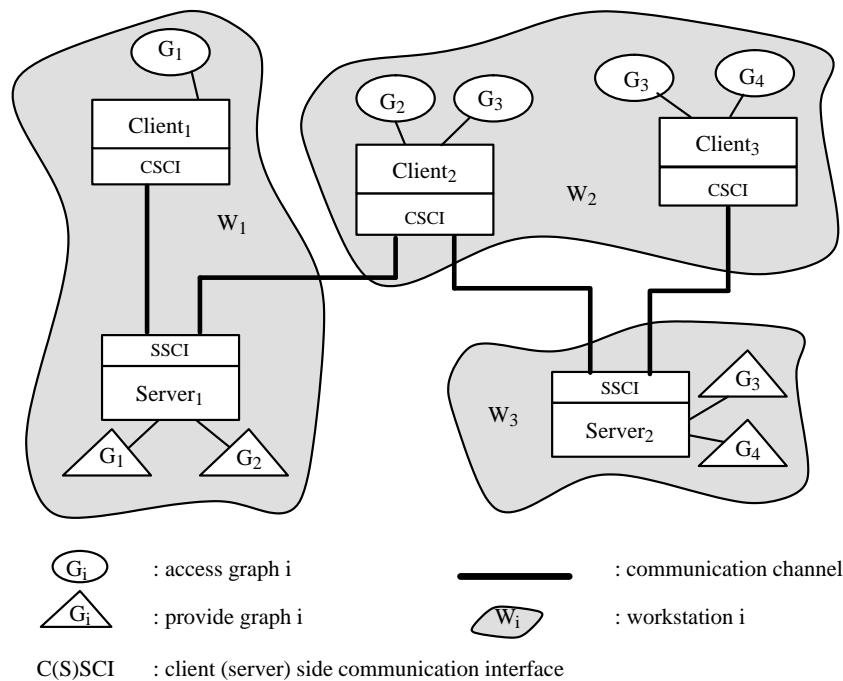 G1
Client1
CSCI
W1
SSCI
Server1
G1
G2
G2
G3
Client2
CSCI
W2
G3
G4
Client3
CSCI
W3
SSCI
Server2
G3
G4
Gi : access graph i
: communication channel
Gi : provide graph i
Wi : workstation i
C(S)SCI : client (server) side communication interface